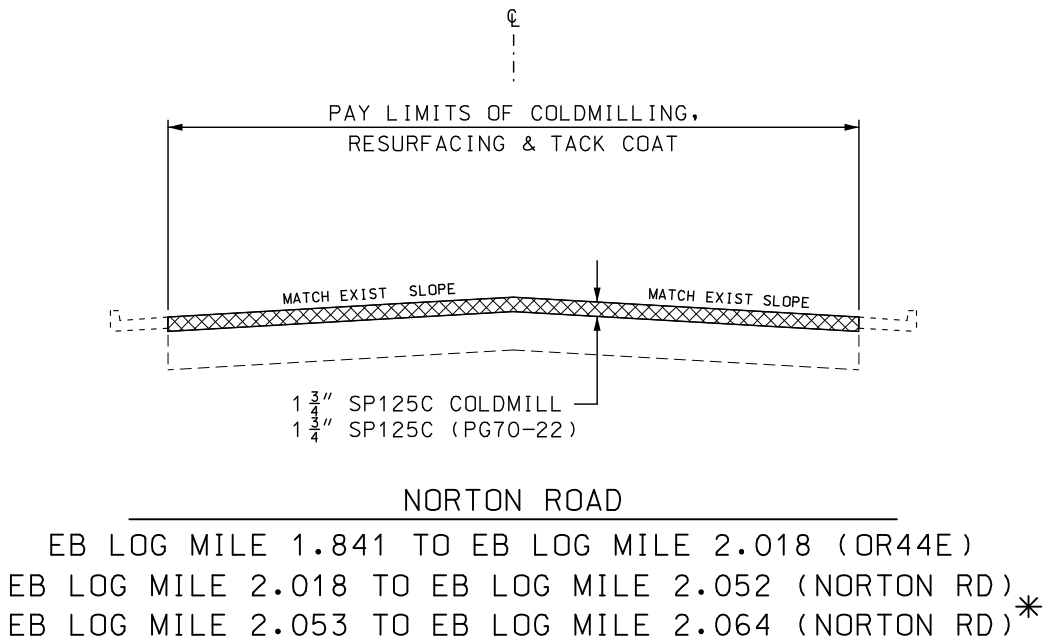 ℄
PAY LIMITS OF COLDMILLING,
RESURFACING & TACK COAT
MATCH EXIST SLOPE
MATCH EXIST SLOPE
1 3/4" SP125C COLDMILL
1 3/4" SP125C (PG70-22)
NORTON ROAD
EB LOG MILE 1.841 TO EB LOG MILE 2.018 (OR44E)
EB LOG MILE 2.018 TO EB LOG MILE 2.052 (NORTON RD)
EB LOG MILE 2.053 TO EB LOG MILE 2.064 (NORTON RD)*